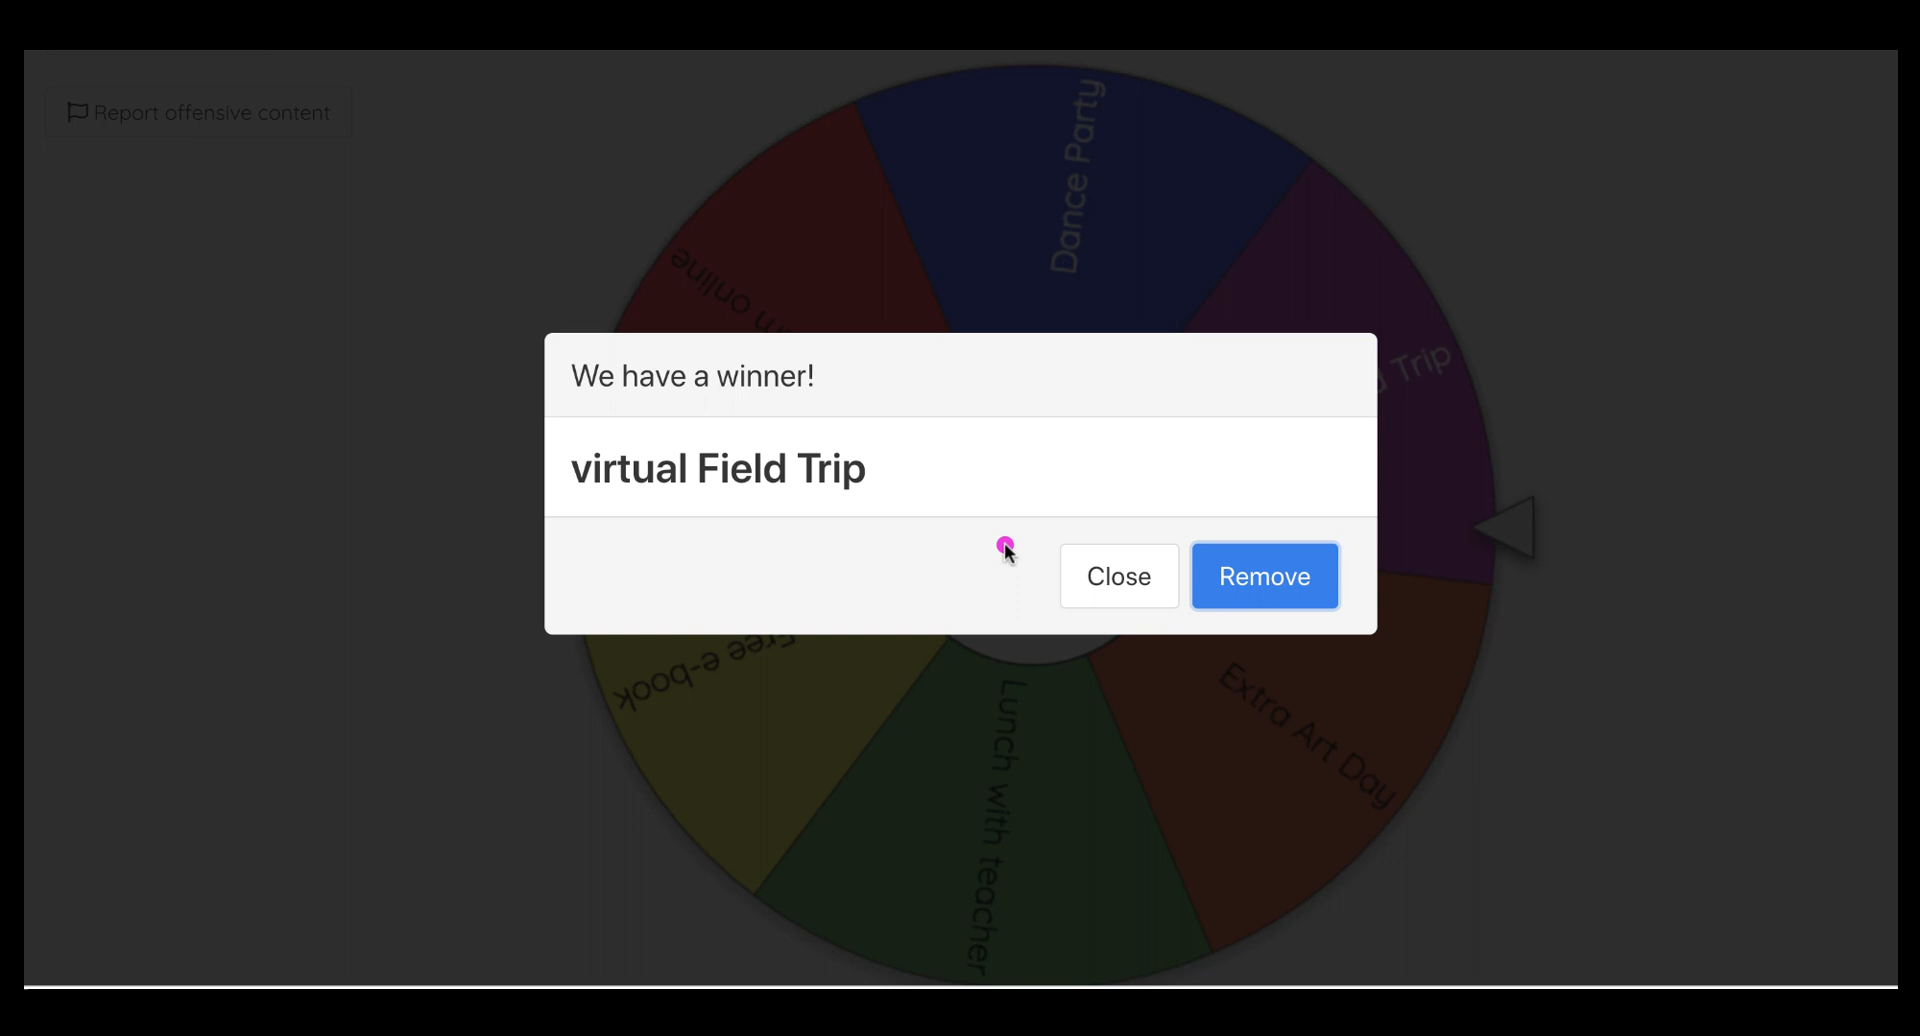 Report offensive content
Dance Party
online
Trip
We have a winner!
virtual Field Trip
Close
Remove
Free e-book
Lunch with teacher
Extra Art Day